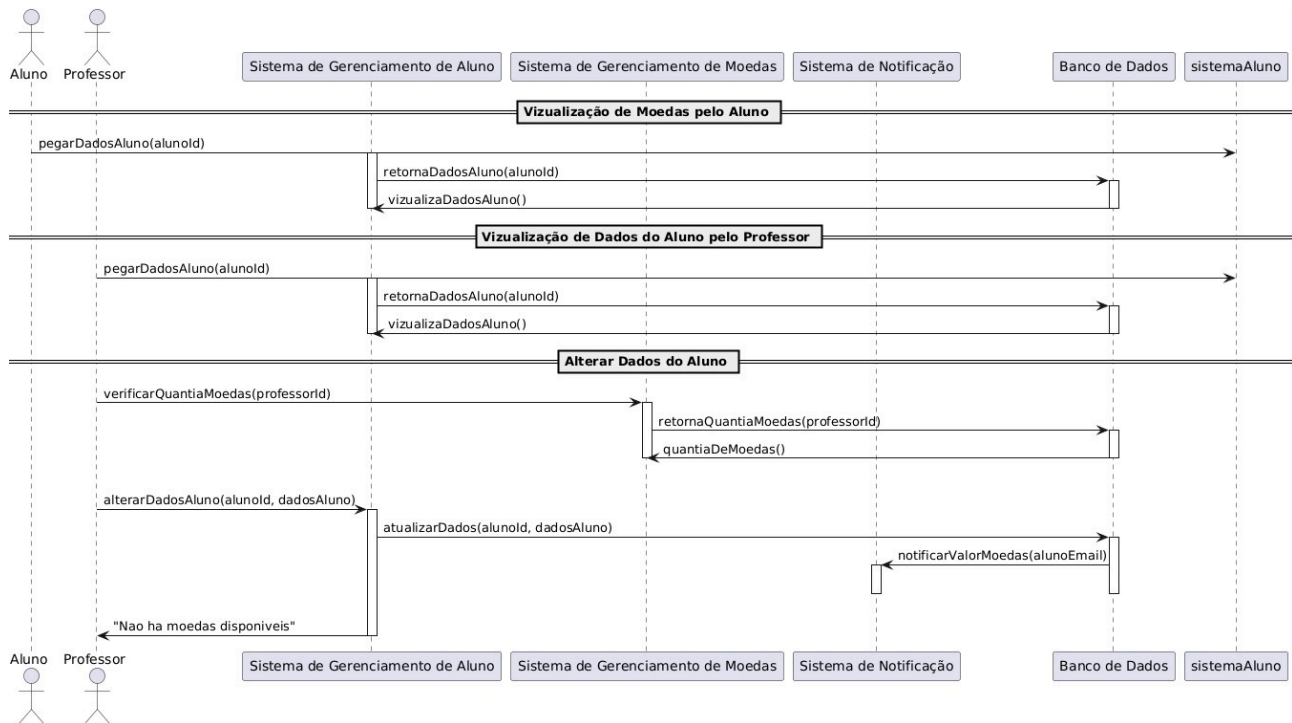 Aluno
Professor
Sistema de Gerenciamento de Aluno
Sistema de Gerenciamento de Moedas
Sistema de Notificação
Banco de Dados
sistemaAluno
Vizualização de Moedas pelo Aluno
pegarDadosAluno(alunoId)
retornaDadosAluno(alunoId)
vizualizaDadosAluno()
Vizualização de Dados do Aluno pelo Professor
pegarDadosAluno(alunoId)
retornaDadosAluno(alunoId)
vizualizaDadosAluno()
Alterar Dados do Aluno
verificarQuantiaMoedas(professorId)
retornaQuantiaMoedas(professorId)
quantiaDeMoedas()
alterarDadosAluno(alunoId, dadosAluno)
atualizarDados(alunoId, dadosAluno)
notificarValorMoedas(alunoEmail)
"Nao ha moedas disponiveis"
Aluno
Professor
Sistema de Gerenciamento de Aluno
Sistema de Gerenciamento de Moedas
Sistema de Notificação
Banco de Dados
sistemaAluno